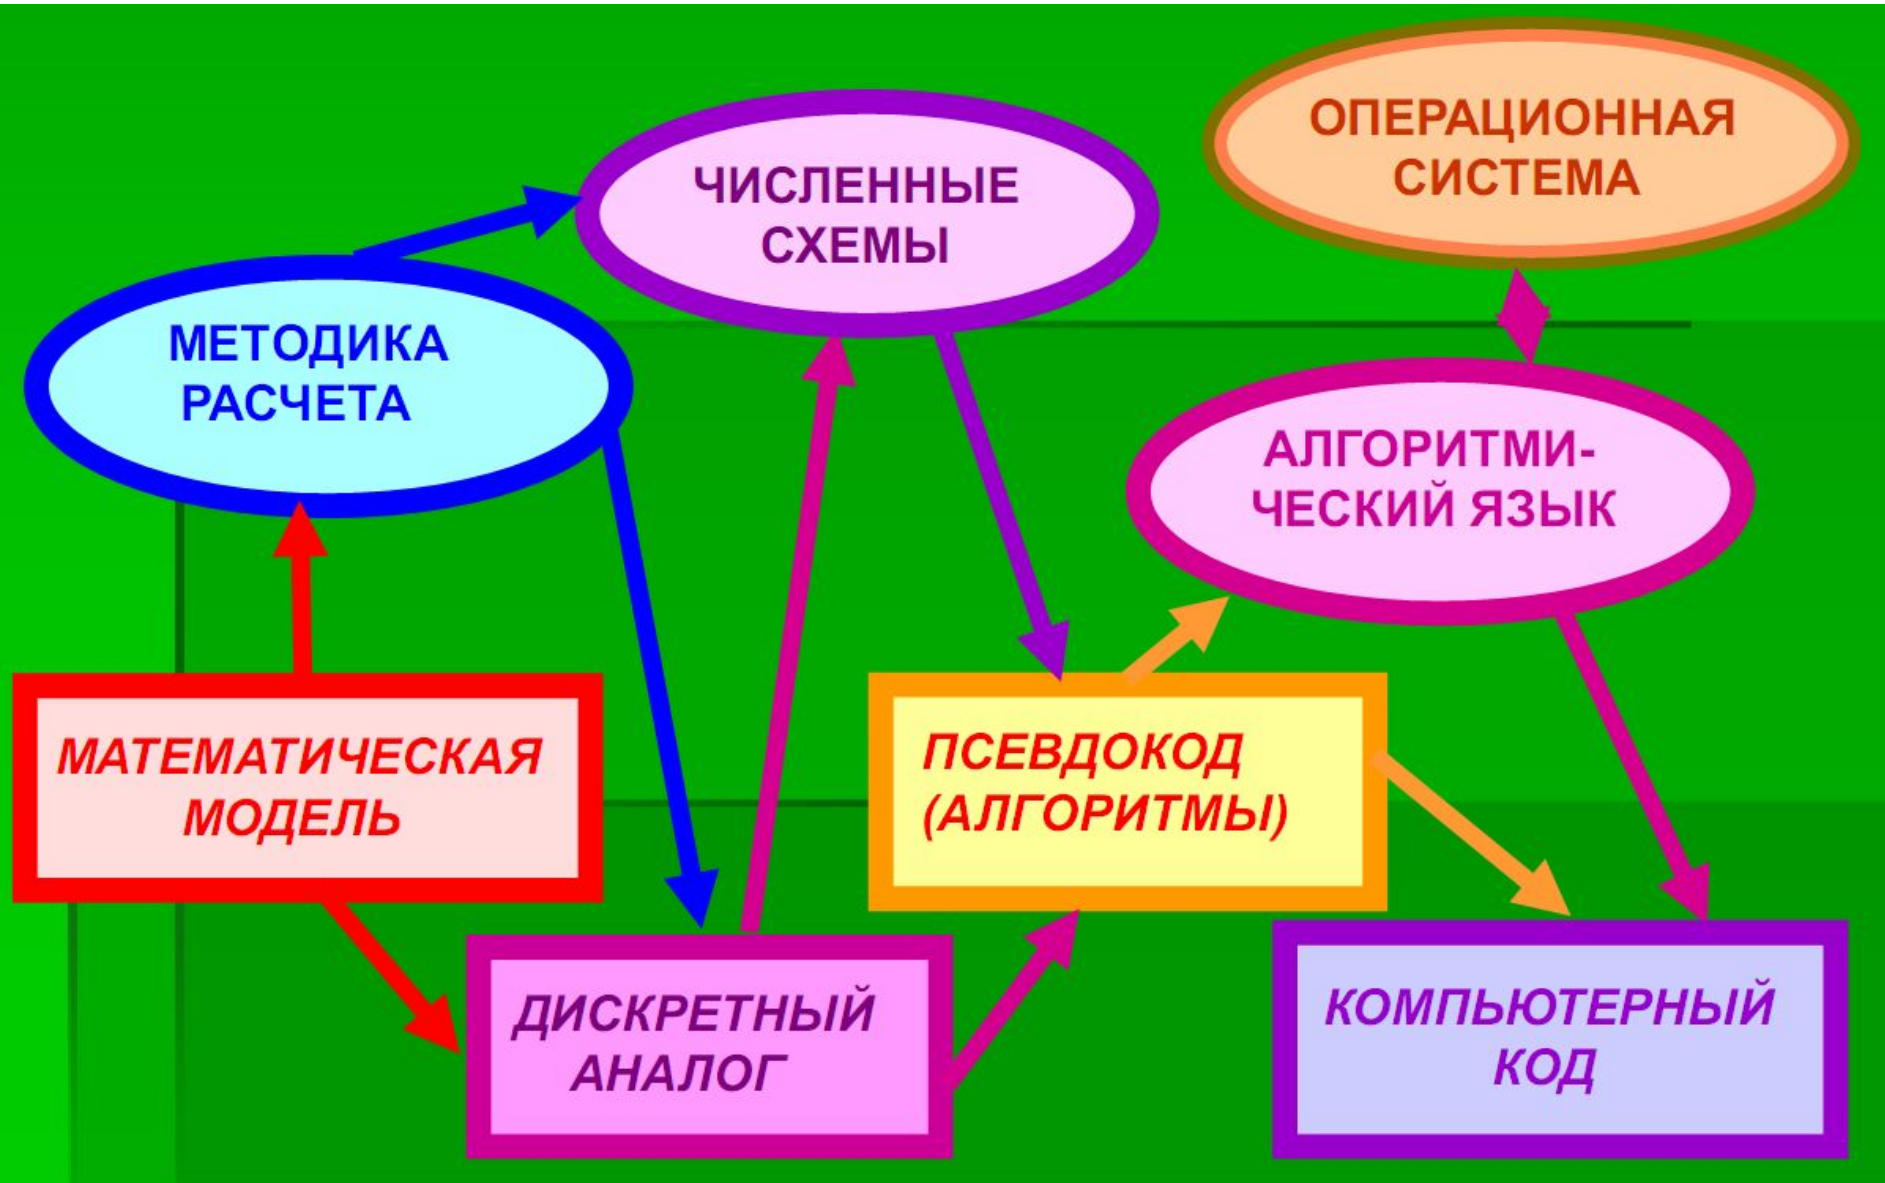 ОПЕРАЦИОННАЯ
СИСТЕМА
ЧИСЛЕННЫЕ
СХЕМЫ
МЕТОДИКА
РАСЧЕТА
АЛГОРИТМИ-
ЧЕСКИЙ ЯЗЫК
МАТЕМАТИЧЕСКАЯ
МОДЕЛЬ
ПСЕВДОКОД
(АЛГОРИТМЫ)
ДИСКРЕТНЫЙ
АНАЛОГ
КОМПЬЮТЕРНЫЙ
КОД